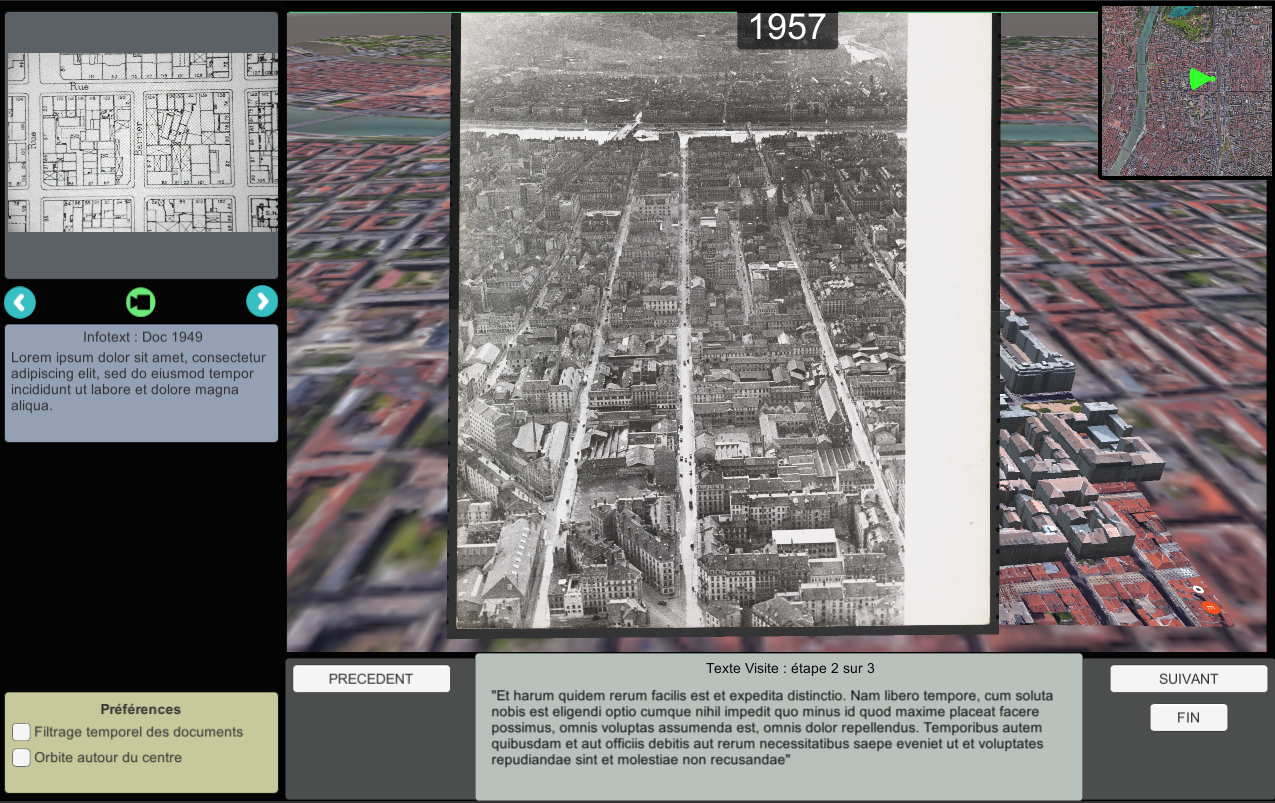 1957
Rue
Rue
Infotext : Doc 1949
Lorem ipsum dolor sit amet, consectetur
adipiscing elit, sed do eiusmod tempor
incididunt ut labore et dolore magna
aliqua.
Préférences
Filtrage temporel des documents
Orbite autour du centre
PRECEDENT
Texte Visite : étape 2 sur 3
"Et harum quidem rerum facilis est et expedita distinctio. Nam libero tempore, cum soluta
nobis est eligendi optio cumque nihil impedit quo minus id quod maxime placeat facere
possimus, omnis voluptas assumenda est, omnis dolor repellendus. Temporibus autem
quibusdam et aut officiis debitis aut rerum necessitatibus saepe eveniet ut et voluptates
repudiandae sint et molestiae non recusandae"
SUIVANT
FIN